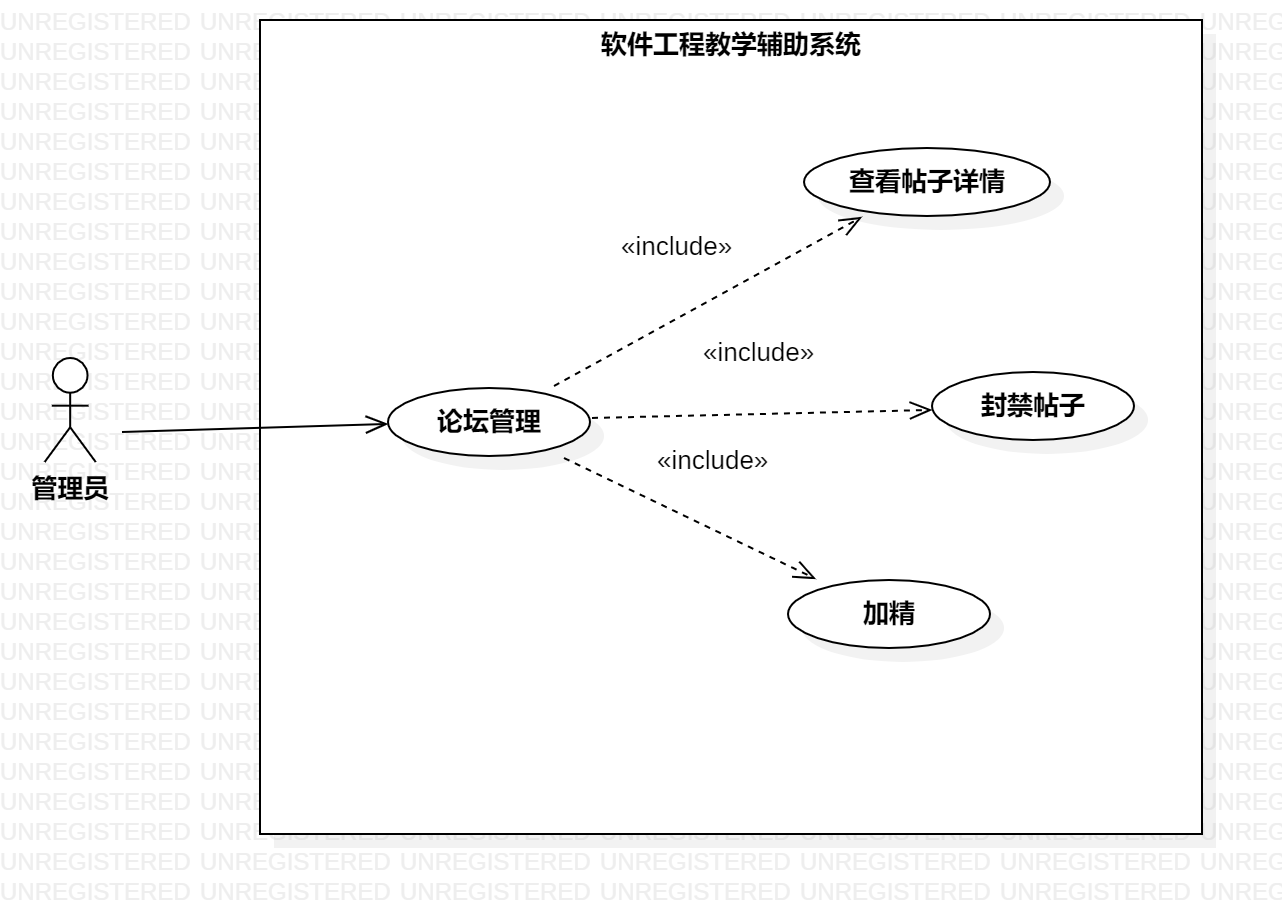 软件工程教学辅助系统
查看帖子详情
«include»
«include»
封禁帖子
论坛管理
«include»
管理员
加精
UNREGISTERED